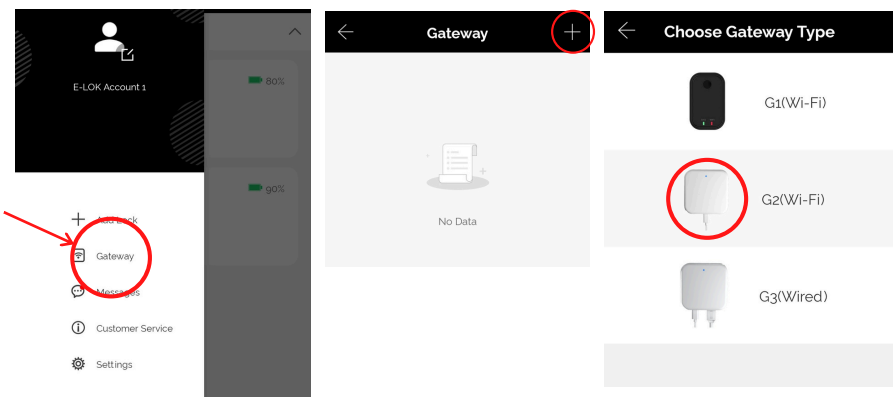 E-LOK Account 1
80%
90%
Add Lock
Gateway
Messages
Customer Service
Settings
Gateway
No Data
Choose Gateway Type
G1(Wi-Fi)
G2(Wi-Fi)
G3(Wired)